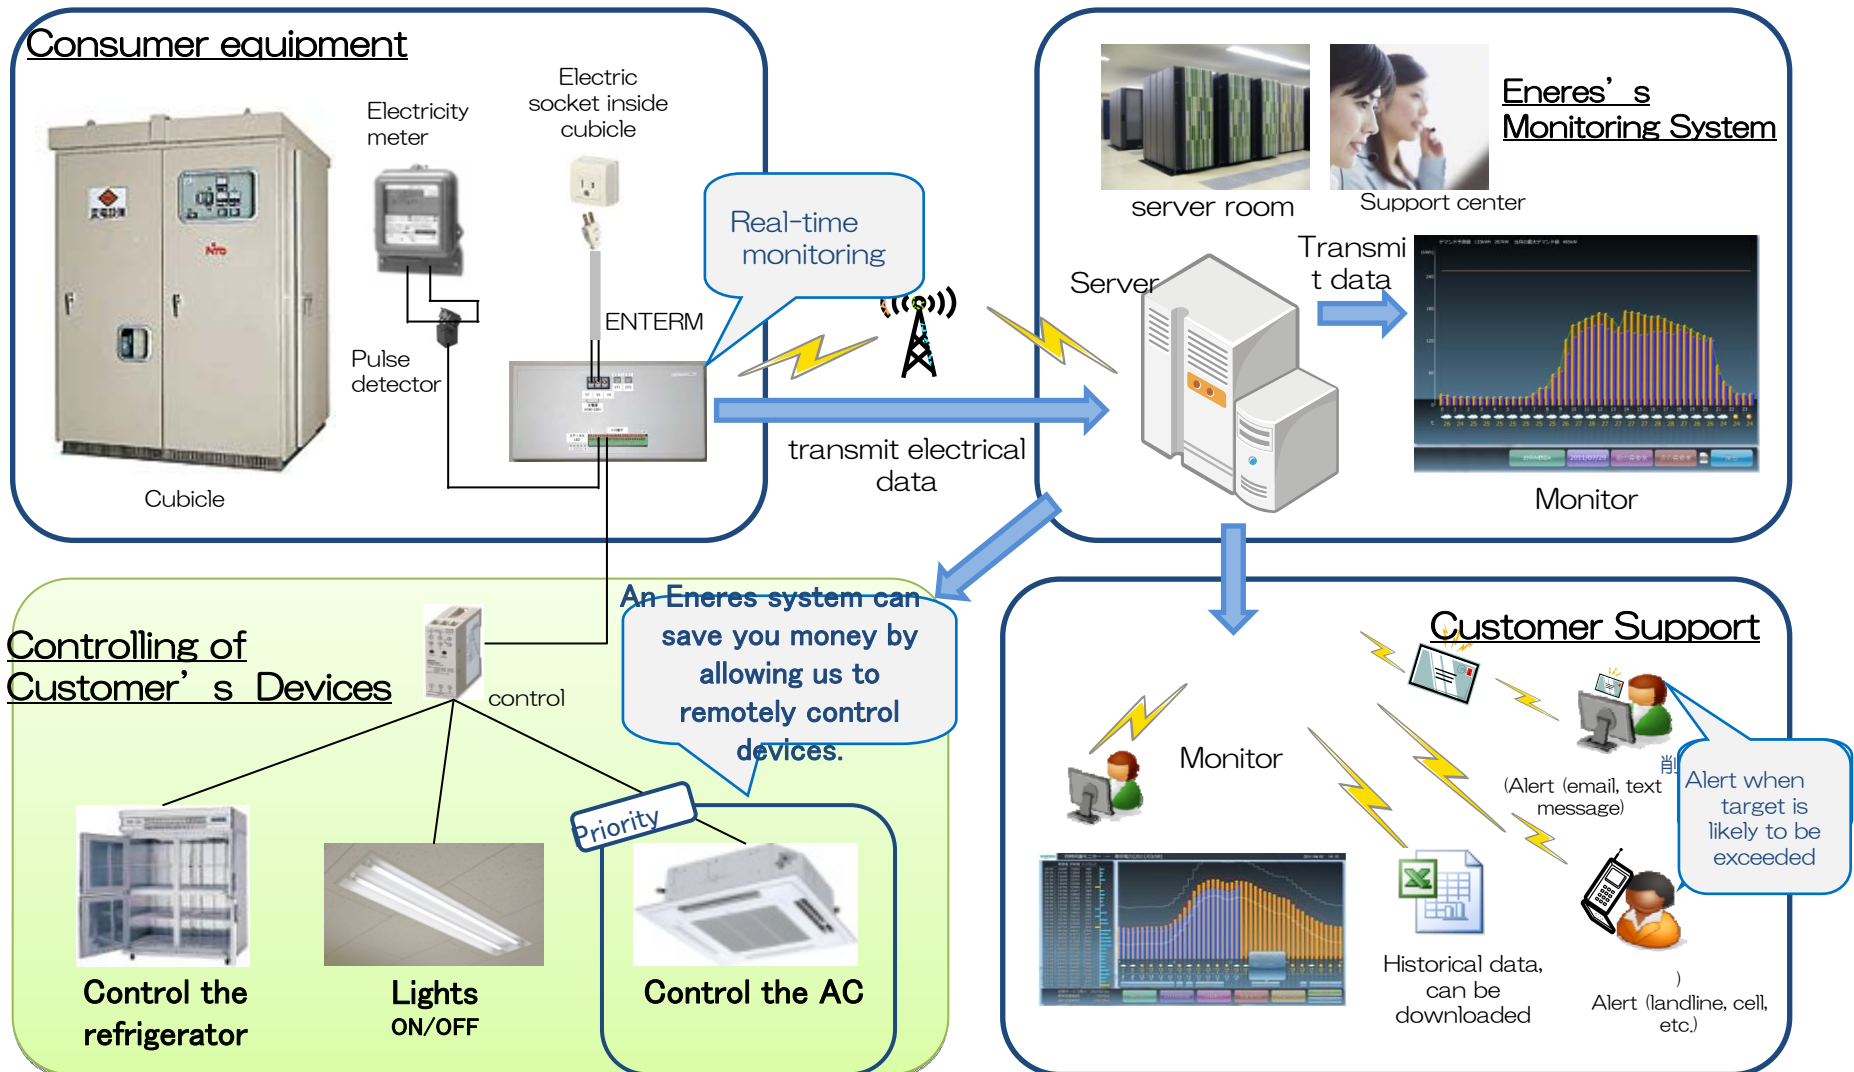 Consumer equipment
Electricity
meter
Electric
socket inside
cubicle
Real-time
monitoring
ENTERM
Pulse
detector
Cubicle
transmit electrical
data
server room
Support center
Eneres’s
Monitoring System
Server
Transmi
t data
Monitor
Controlling of
Customer’s Devices
control
An Eneres system can
save you money by
allowing us to
remotely control
devices.
Priority
Control the
refrigerator
Lights
ON/OFF
Control the AC
Customer Support
Monitor
(Alert (email, text
message)
削
Alert when
target is
likely to be
exceeded
Historical data,
can be
downloaded
)
Alert (landline, cell,
etc.)
2011/07/29